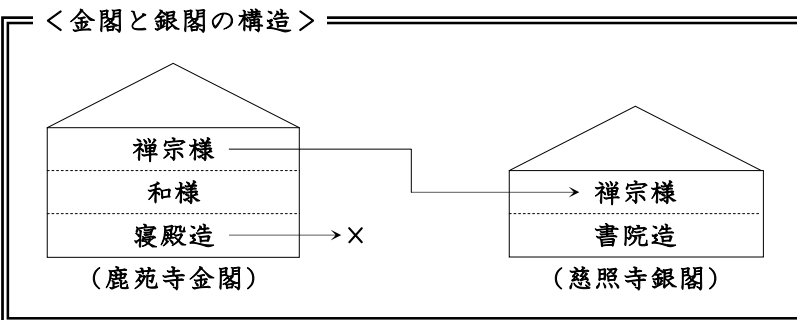 ＜金閣と銀閣の構造＞
禅宗様
和様
寝殿造
×
（鹿苑寺金閣）
禅宗様
書院造
（慈照寺銀閣）